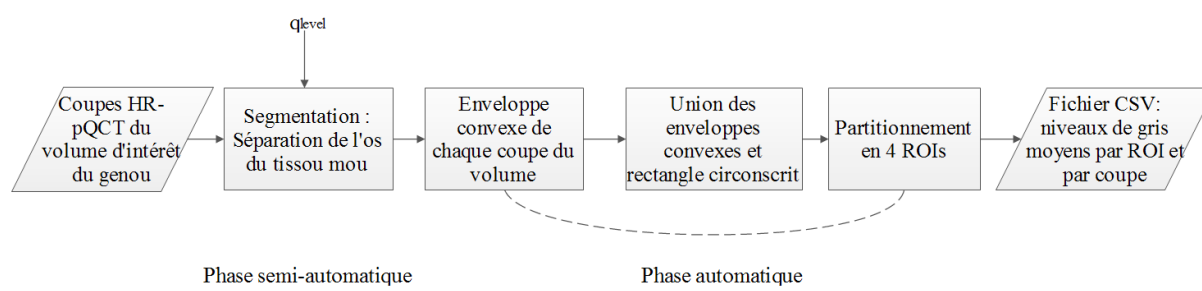 qlevel
Coupes HR-
pQCT du
volume d'intérêt
du genou
Segmentation :
Séparation de l'os
du tissou mou
Enveloppe
convexe de
chaque coupe du
volume
Union des
enveloppes
convexes et
rectangle circonscrit
Partitionnement
en 4 ROIs
Fichier CSV:
niveaux de gris
moyens par ROI et
par coupe
Phase semi-automatique
Phase automatique